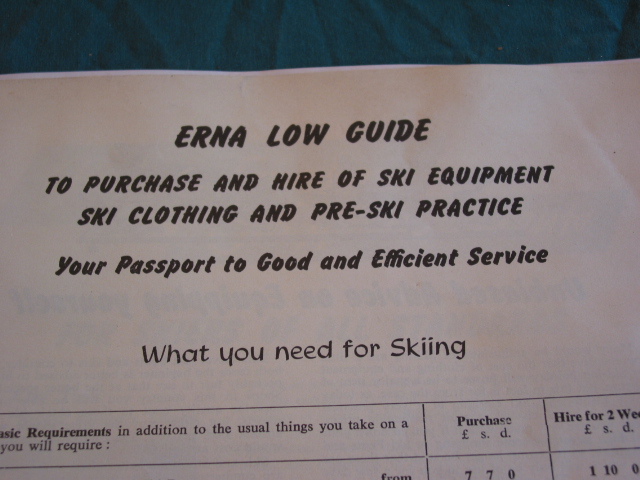 ERNA LOW GUIDE
TO PURCHASE AND HIRE OF SKI EQUIPMENT
SKI CLOTHING AND PRE-SKI PRACTICE
Your Passport to Good and Efficient Service
What you need for Skiing
Requirements in addition to the usual things you take on a
you will require :
Purchase
£ s. d.
Hire for 2
£ s. d.
from
7 7 0
1 10 0